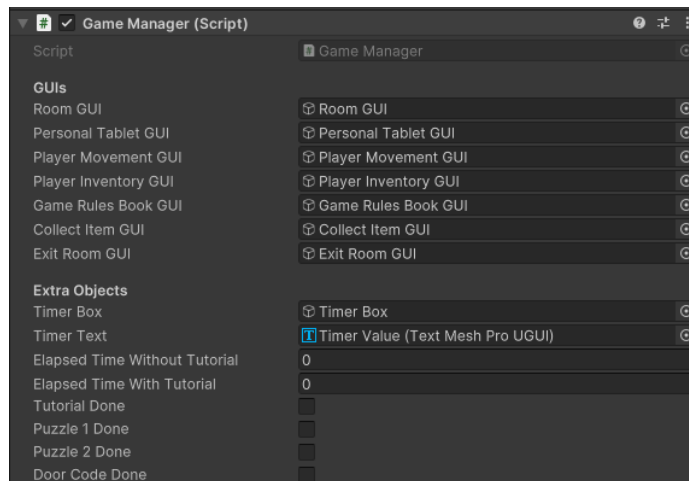 Game Manager (Script)
Script # Game Manager
GUIs
Room GUI Room GUI
Personal Tablet GUI Personal Tablet GUI
Player Movement GUI Player Movement GUI
Player Inventory GUI Player Inventory GUI
Game Rules Book GUI Game Rules Book GUI
Collect Item GUI Collect Item GUI
Exit Room GUI Exit Room GUI
Extra Objects
Timer Box Timer Box
Timer Text Timer Value (Text Mesh Pro UGUI)
Elapsed Time Without Tutorial 0
Elapsed Time With Tutorial 0
Tutorial Done
Puzzle 1 Done
Puzzle 2 Done
Door Code Done